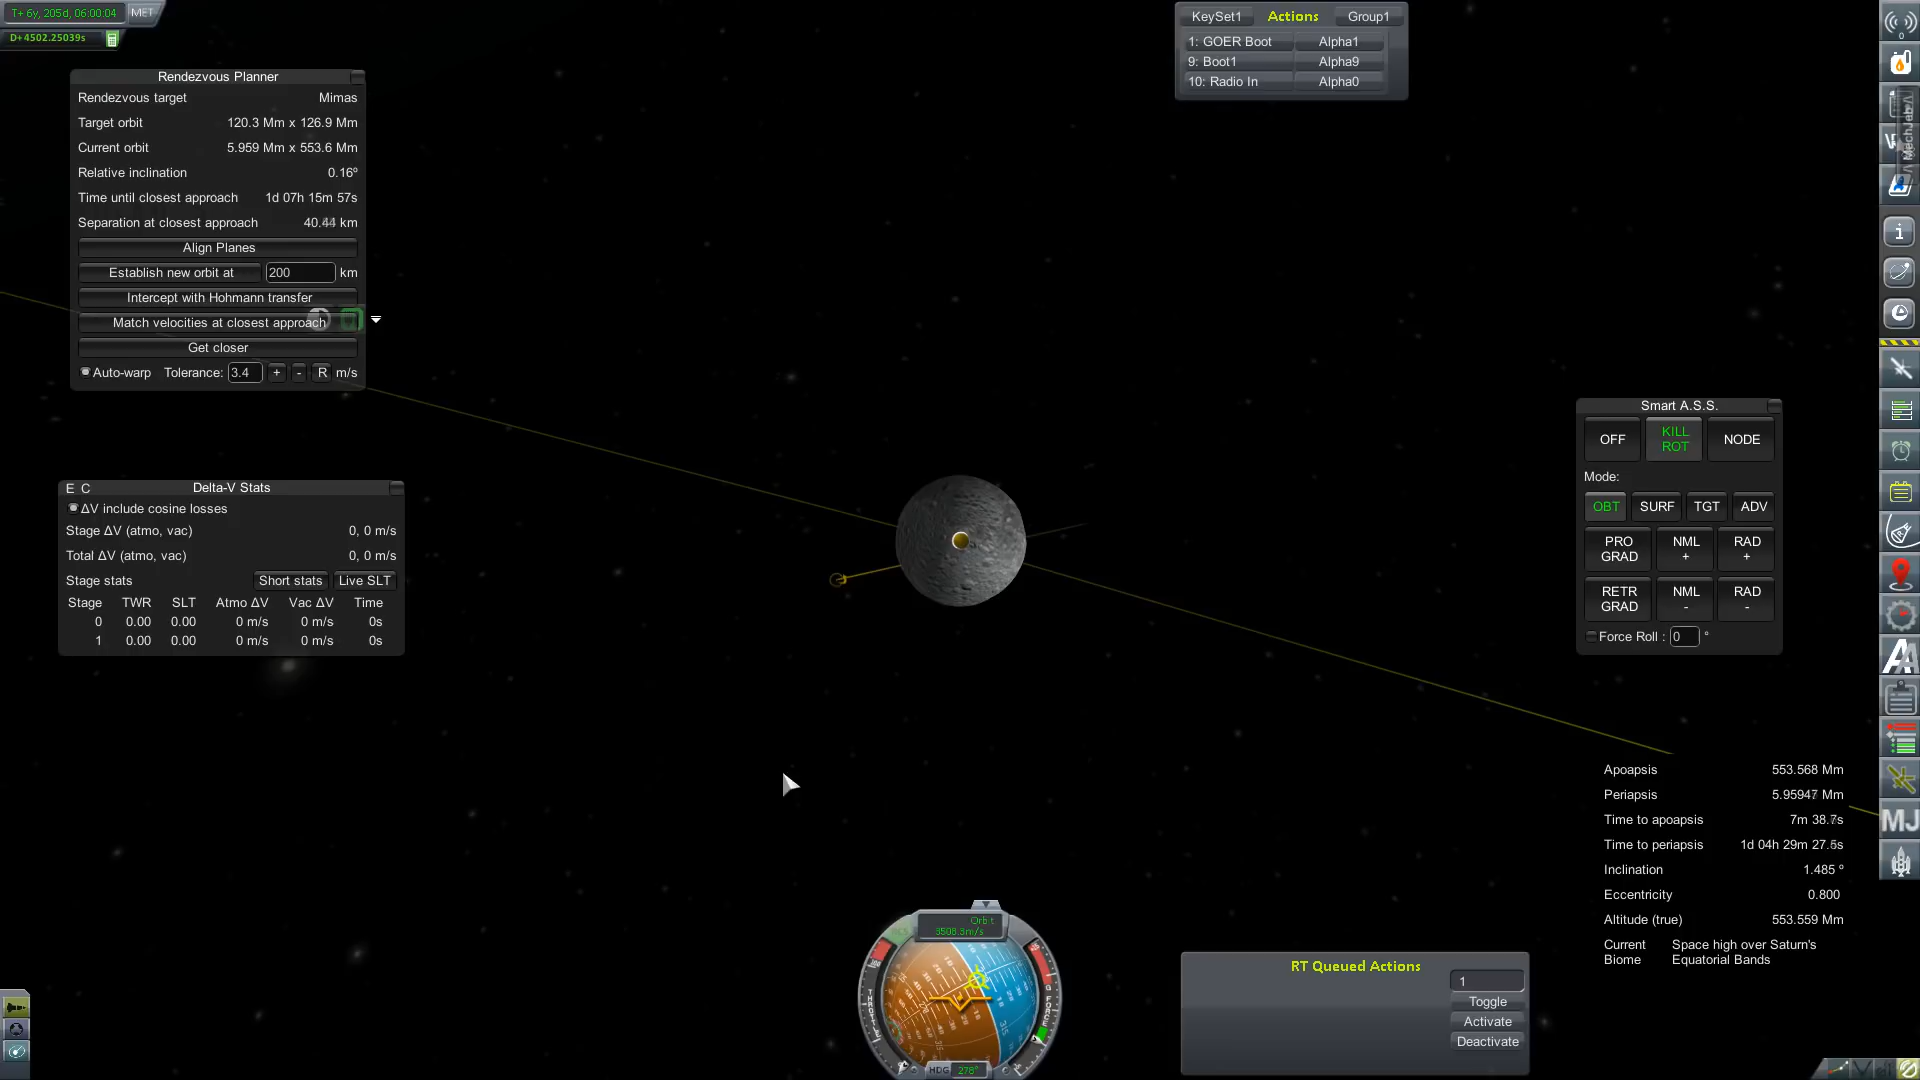 T+ 6y, 205d, 06:00:04 MET
D+4502.25039s
KeySet1 Actions Group1
1: GOER Boot Alpha1
9: Boot1 Alpha9
10: Radio In Alpha0
0
MechJeb
Rendezvous Planner
Rendezvous target Mimas
Target orbit 120.3 Mm x 126.9 Mm
Current orbit 5.959 Mm x 553.6 Mm
Relative inclination 0.16º
Time until closest approach 1d 07h 15m 57s
Separation at closest approach 40.44 km
Align Planes
Establish new orbit at 200 km
Intercept with Hohmann transfer
Match velocities at closest approach
Get closer
Auto-warp Tolerance: 3.4 + - R m/s
E C Delta-V Stats
ΔV include cosine losses
Stage ΔV (atmo, vac) 0, 0 m/s
Total ΔV (atmo, vac) 0, 0 m/s
Stage stats Short stats Live SLT
Stage TWR SLT Atmo ΔV Vac ΔV Time
0 0.00 0.00 0 m/s 0 m/s 0s
1 0.00 0.00 0 m/s 0 m/s 0s
Smart A.S.S.
OFF KILL ROT NODE
Mode:
OBT SURF TGT ADV
PRO GRAD NML + RAD +
RETR GRAD NML - RAD -
Force Roll : 0 °
Apoapsis 553.568 Mm
Periapsis 5.95947 Mm
Time to apoapsis 7m 38.7s
Time to periapsis 1d 04h 29m 27.5s
Inclination 1.485 º
Eccentricity 0.800
Altitude (true) 553.559 Mm
Current Biome Space high over Saturn's Equatorial Bands
MJ
Orbit
3508.3m/s
THROTTLE
G FORCE
HDG 278°
RT Queued Actions
1
Toggle
Activate
Deactivate